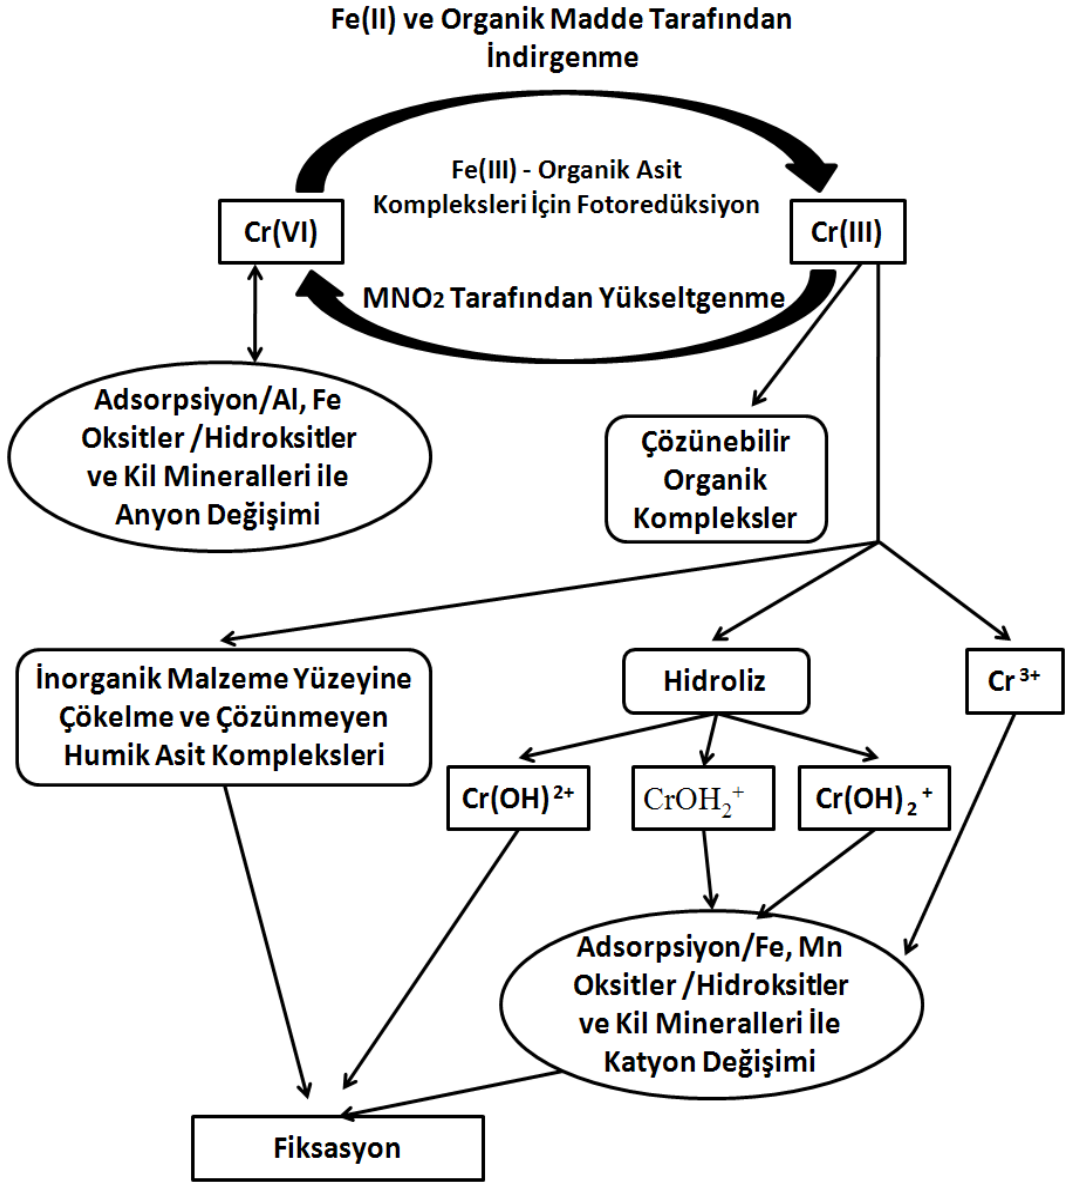 Fe(II) ve Organik Madde Tarafından
İndirgenme
Fe(III) - Organik Asit
Kompleksleri İçin Fotoredüksiyon
Cr(VI)
Cr(III)
MNO₂ Tarafından Yükseltgenme
Adsorpsiyon/Al, Fe
Oksitler /Hidroksitler
ve Kil Mineralleri ile
Anyon Değişimi
Çözünebilir
Organik
Kompleksler
İnorganik Malzeme Yüzeyine
Çökelme ve Çözünmeyen
Humik Asit Kompleksleri
Hidroliz
Cr ³⁺
Cr(OH) ²⁺
CrOH₂⁺
Cr(OH) ₂ ⁺
Adsorpsiyon/Fe, Mn
Oksitler /Hidroksitler
ve Kil Mineralleri İle
Katyon Değişimi
Fiksasyon